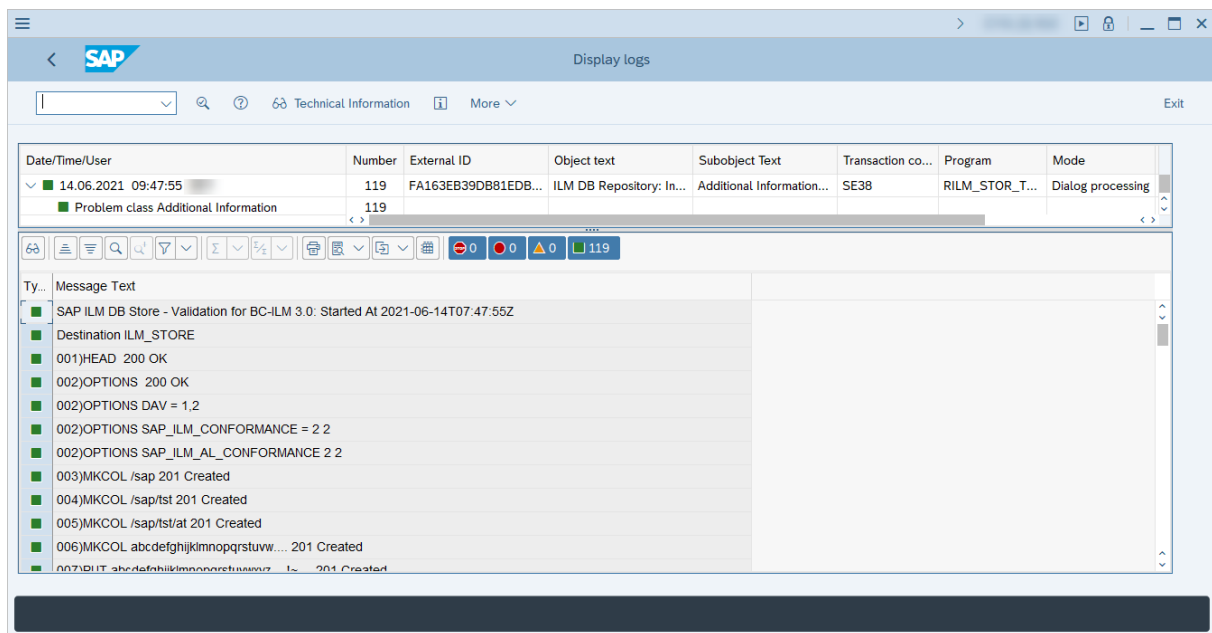 SAP
Display logs
Technical Information More Exit
Date/Time/User Number External ID Object text Subobject Text Transaction co... Program Mode
14.06.2021 09:47:55 119 FA163EB39DB81EDB... ILM DB Repository: In... Additional Information... SE38 RILM_STOR_T... Dialog processing
Problem class Additional Information 119
0 0 0 119
Ty... Message Text
SAP ILM DB Store - Validation for BC-ILM 3.0: Started At 2021-06-14T07:47:55Z
Destination ILM_STORE
001)HEAD 200 OK
002)OPTIONS 200 OK
002)OPTIONS DAV = 1,2
002)OPTIONS SAP_ILM_CONFORMANCE = 2 2
002)OPTIONS SAP_ILM_AL_CONFORMANCE 2 2
003)MKCOL /sap 201 Created
004)MKCOL /sap/tst 201 Created
005)MKCOL /sap/tst/at 201 Created
006)MKCOL abcdefghijklmnopqrstuvw.... 201 Created
007)PUT abcdefghijklmnopqrstuvwxyz 201 Created